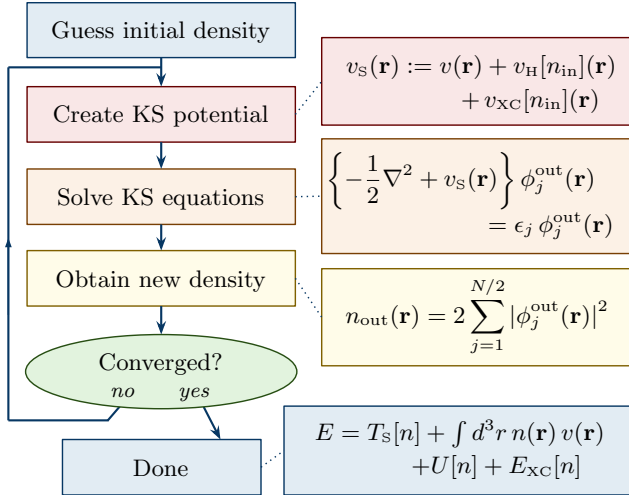 Guess initial density
v_S(𝐫) := v(𝐫) + v_H[n_in](𝐫)
+ v_XC[n_in](𝐫)
Create KS potential
{−1/2 ∇² + v_S(𝐫)} ϕ_j^out(𝐫)
= ϵ_j ϕ_j^out(𝐫)
Solve KS equations
Obtain new density
n_out(𝐫) = 2 ∑_{j=1}^{N/2} |ϕ_j^out(𝐫)|²
Converged?
no yes
E = T_S[n] + ∫ d³r n(𝐫) v(𝐫)
+U[n] + E_XC[n]
Done